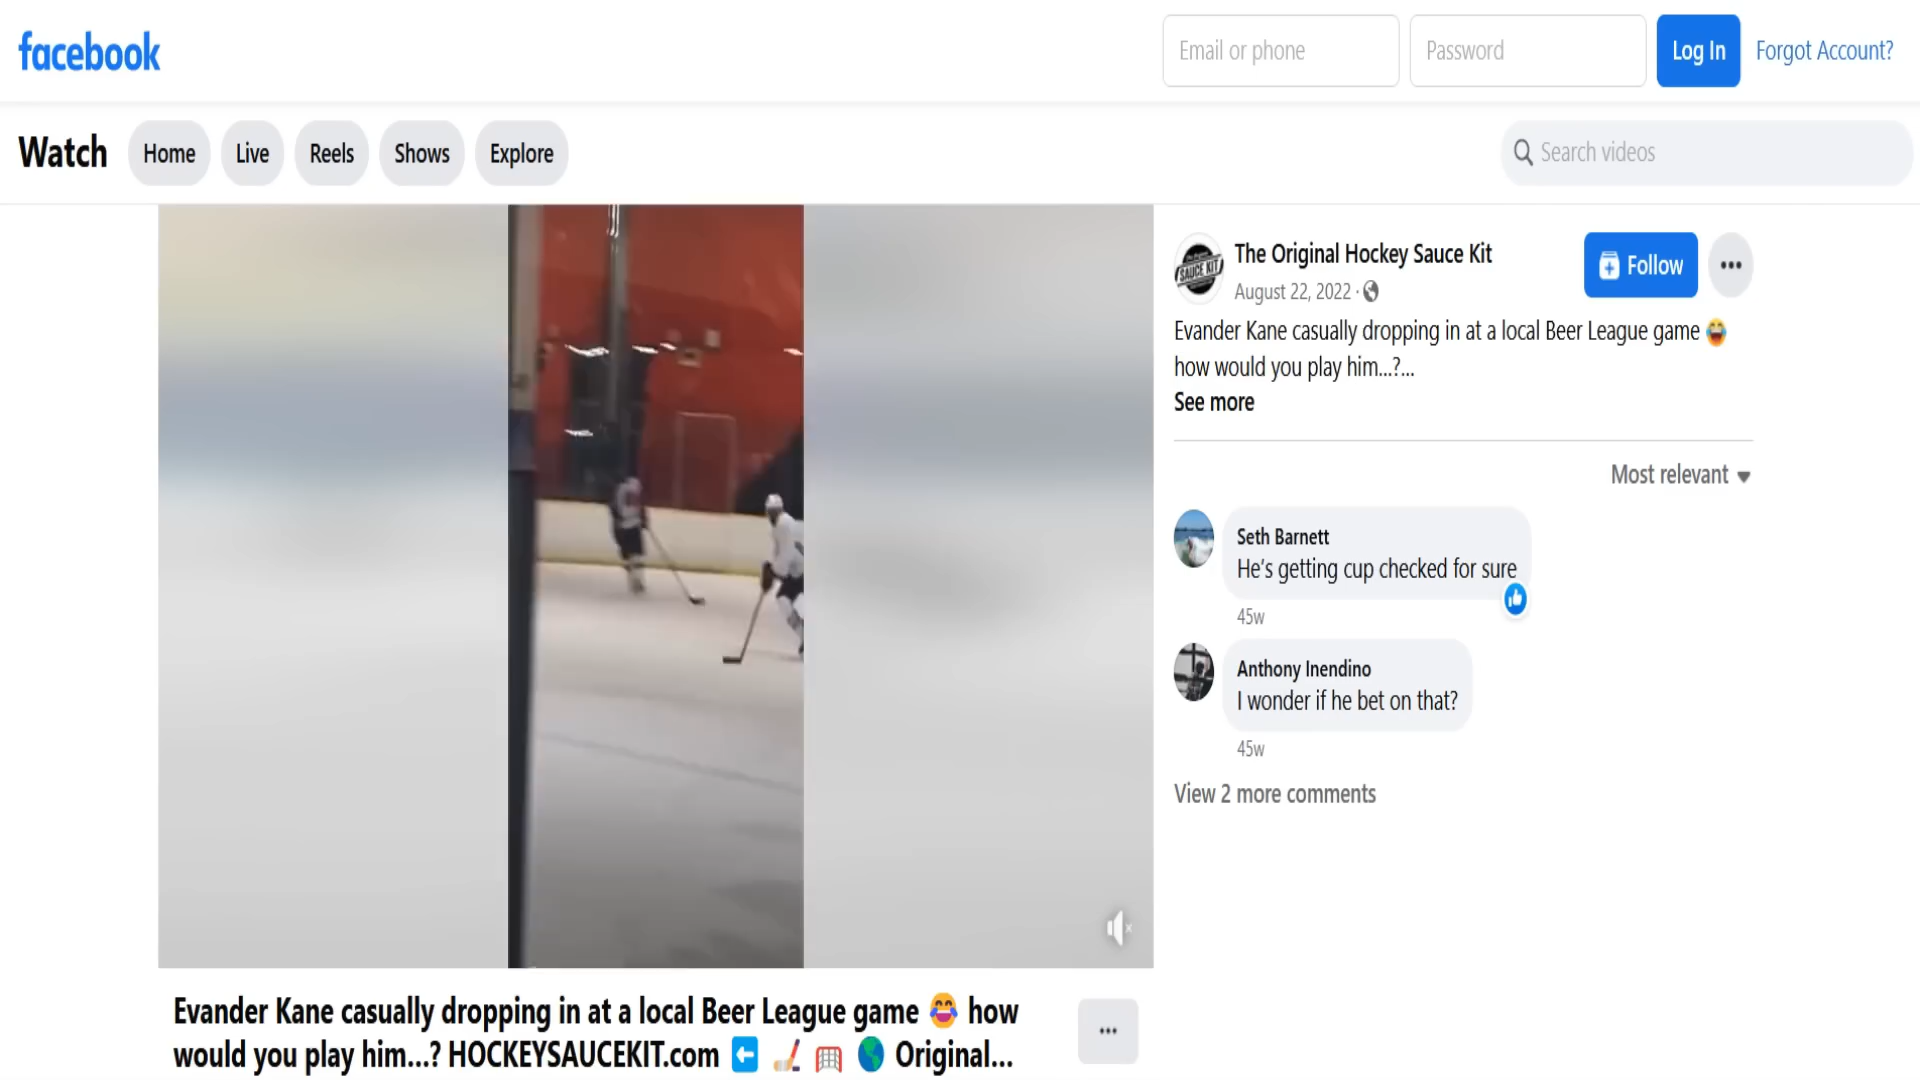 facebook
Email or phone
Password
Log In
Forgot Account?
Watch
Home
Live
Reels
Shows
Explore
Search videos
SAUCE KIT
The Original Hockey Sauce Kit
Follow
August 22, 2022 ·
Evander Kane casually dropping in at a local Beer League game 😂
how would you play him...?...
See more
Most relevant
Seth Barnett
He's getting cup checked for sure
45w
Anthony Inendino
I wonder if he bet on that?
45w
View 2 more comments
Evander Kane casually dropping in at a local Beer League game 😂 how
would you play him...? HOCKEYSAUCEKIT.com ⬅️ 🏒 🥅 🌎 Original...